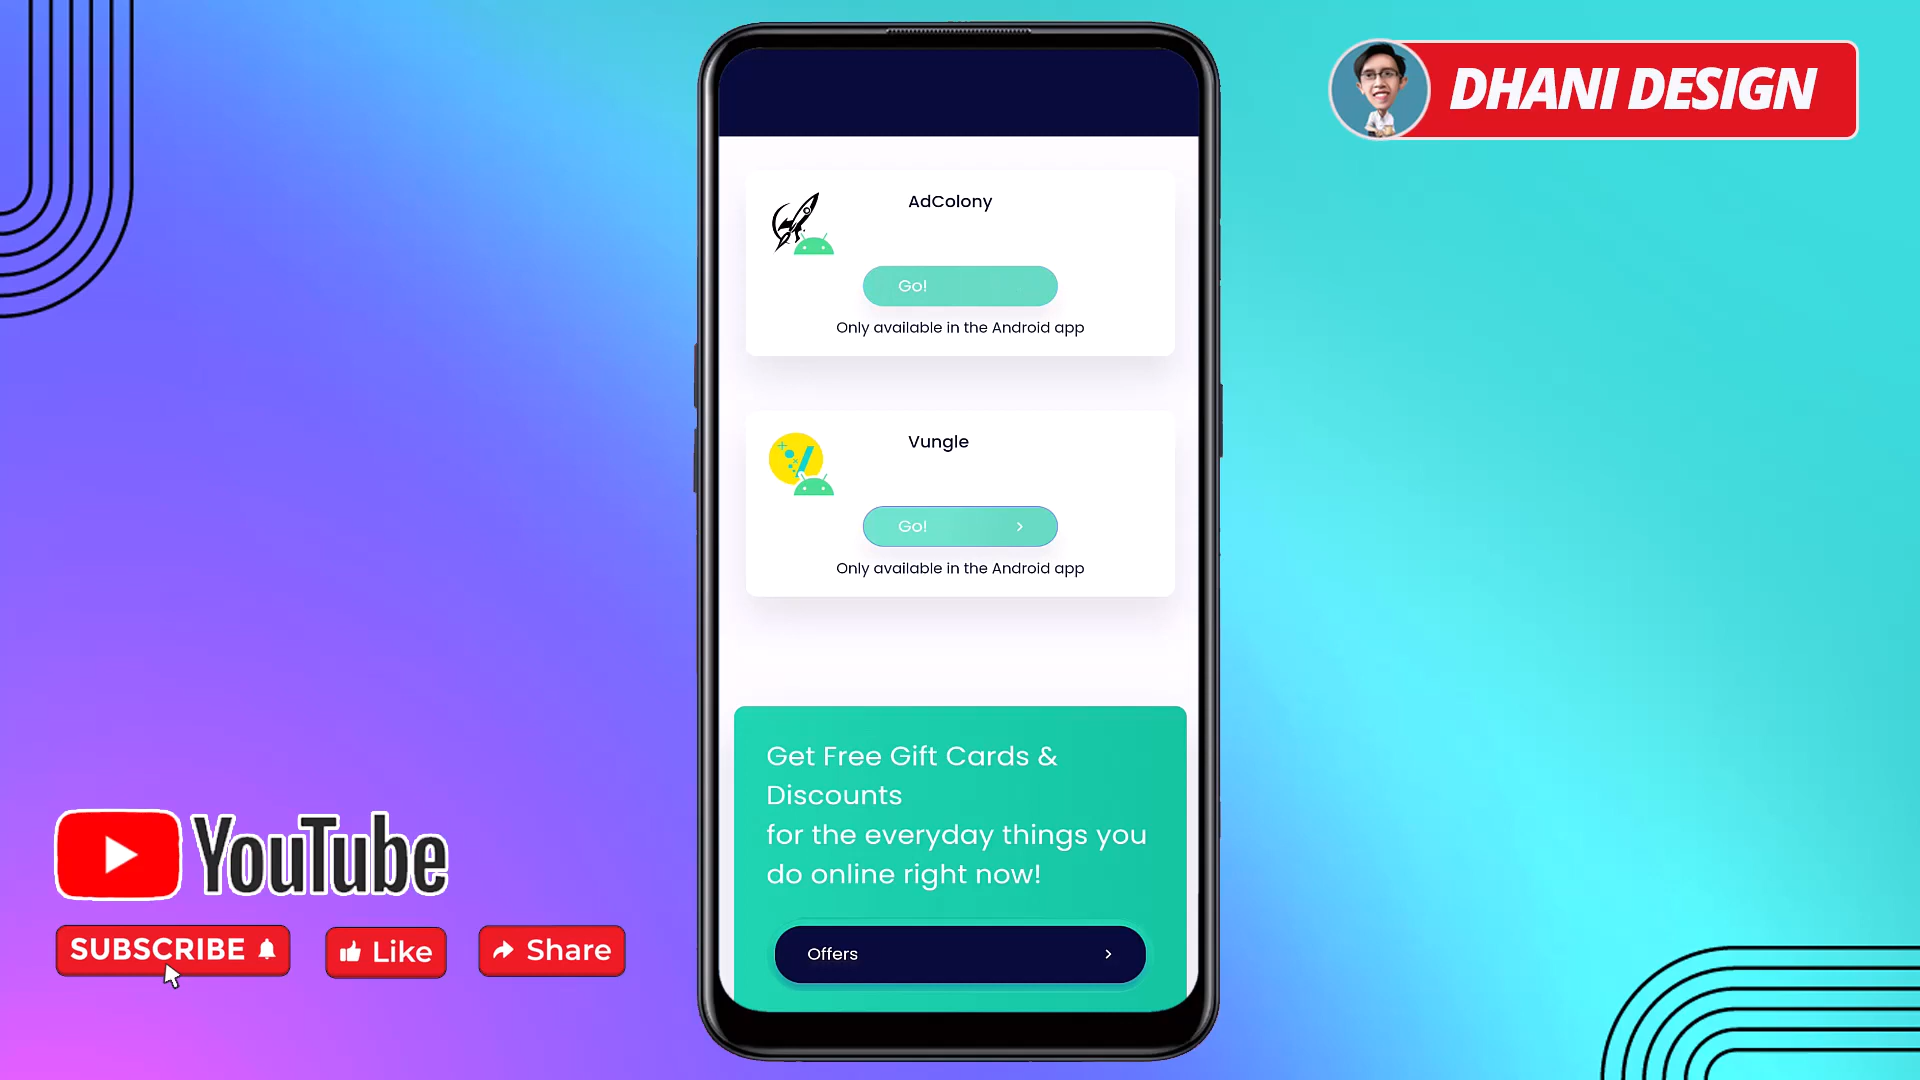 DHANI DESIGN
AdColony
Go!
Only available in the Android app
Vungle
Go!
Only available in the Android app
Get Free Gift Cards &
Discounts
for the everyday things you
do online right now!
Offers
YouTube
SUBSCRIBE
Like
Share